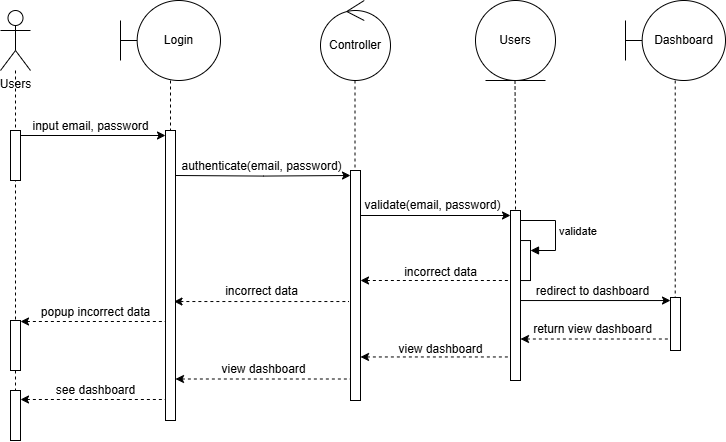 Users
Login
Controller
Users
Dashboard
input email, password
authenticate(email, password)
validate(email, password)
validate
incorrect data
incorrect data
redirect to dashboard
popup incorrect data
return view dashboard
view dashboard
view dashboard
see dashboard